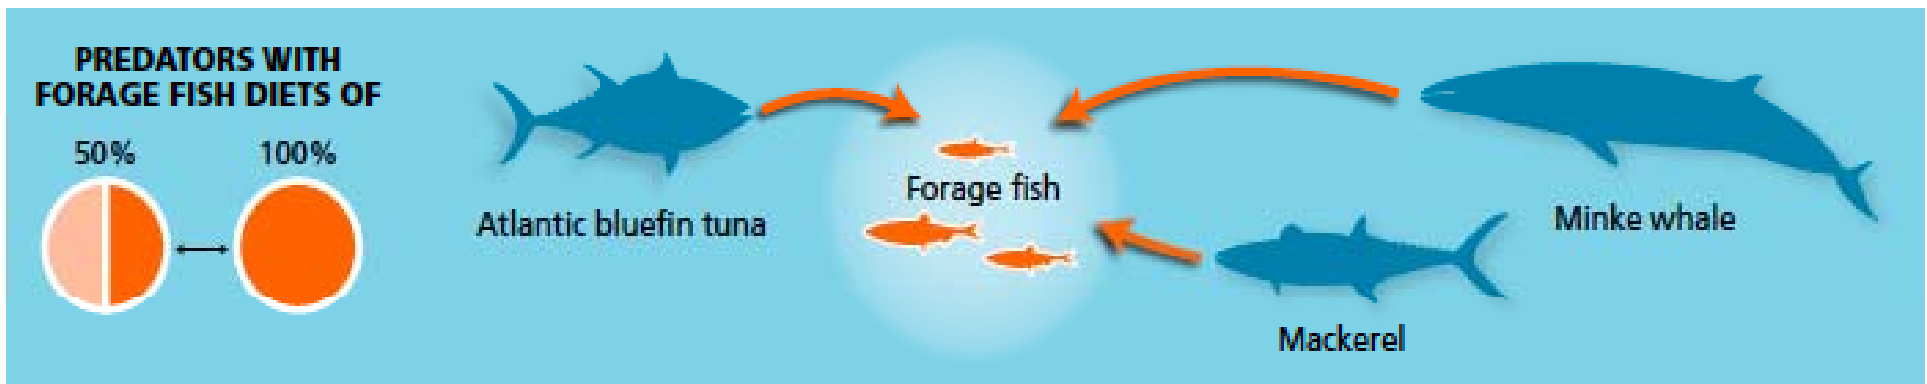 PREDATORS WITH
FORAGE FISH DIETS OF
50% 100%
Atlantic bluefin tuna
Forage fish
Minke whale
Mackerel